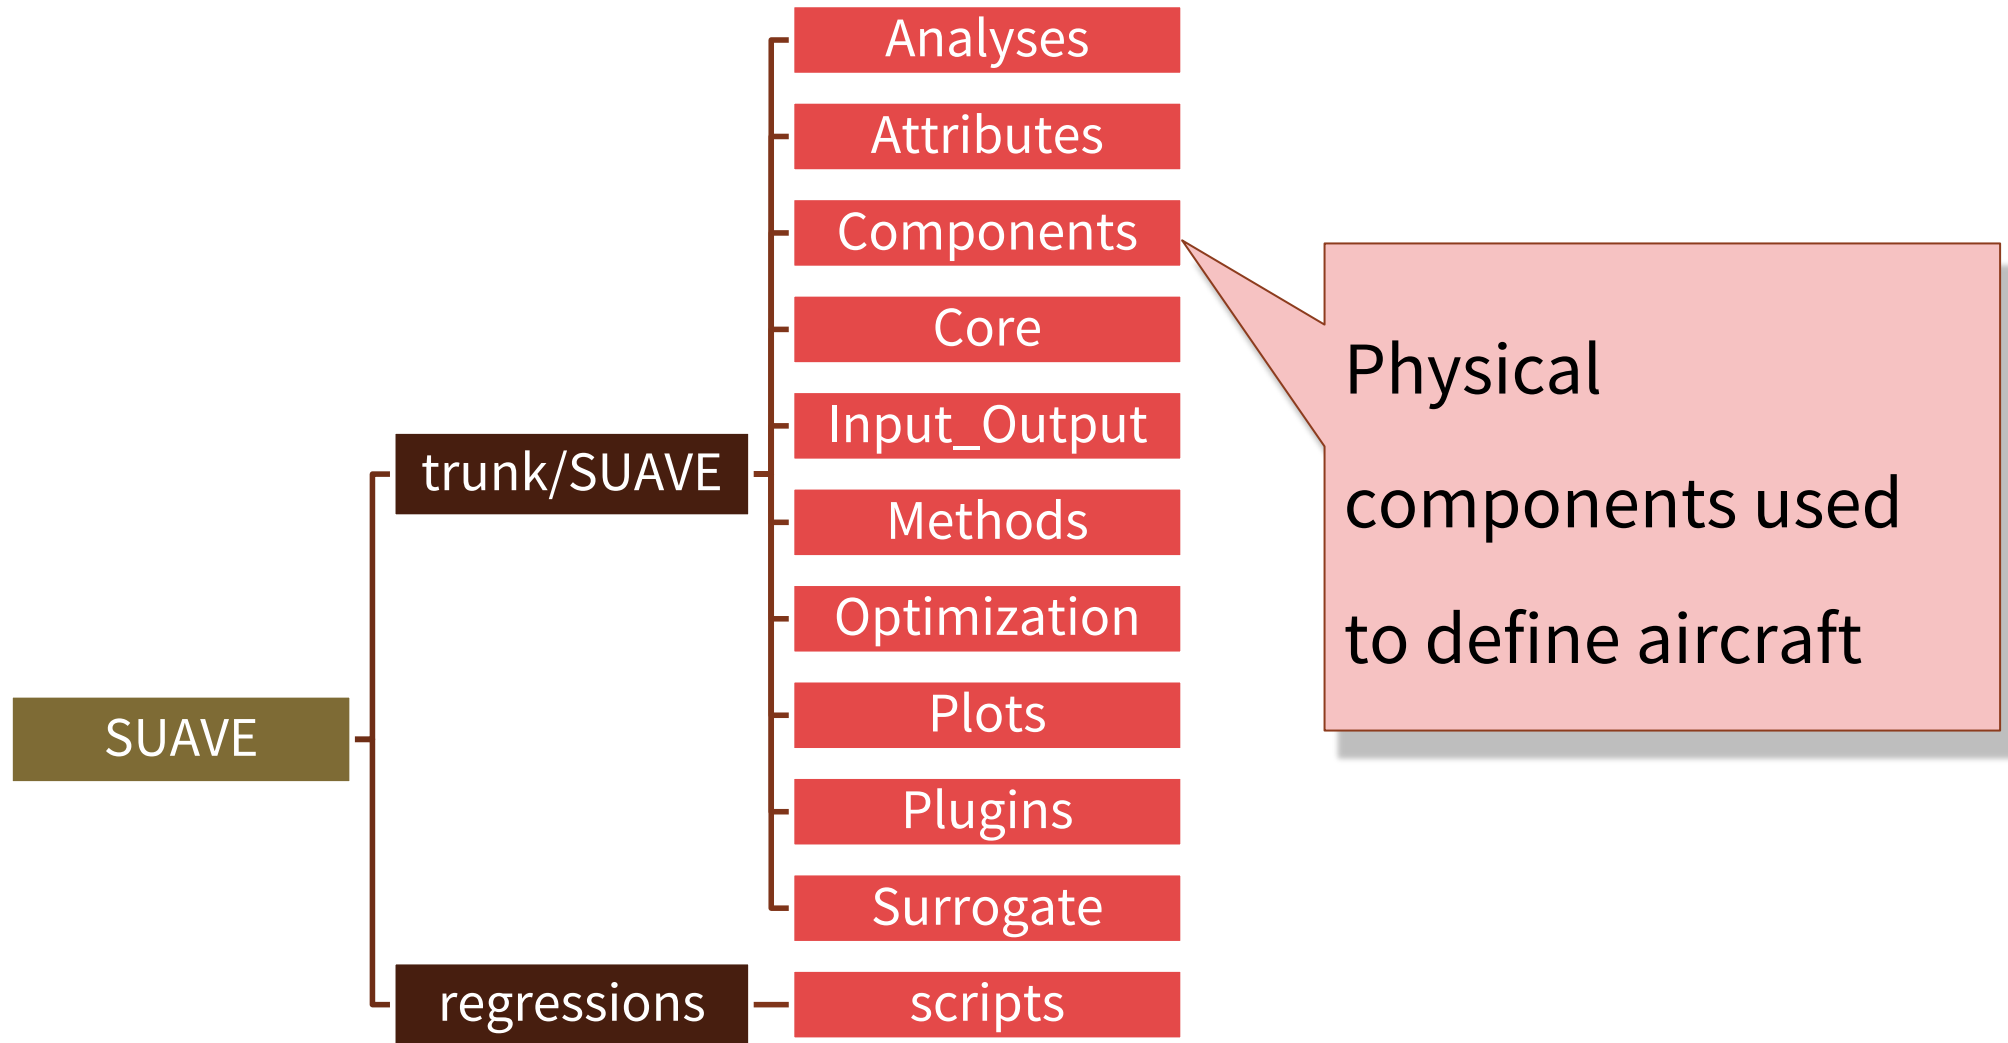 SUAVE
trunk/SUAVE
Analyses
Attributes
Components
Core
Input_Output
Methods
Optimization
Plots
Plugins
Surrogate
regressions
scripts
Physical
components used
to define aircraft